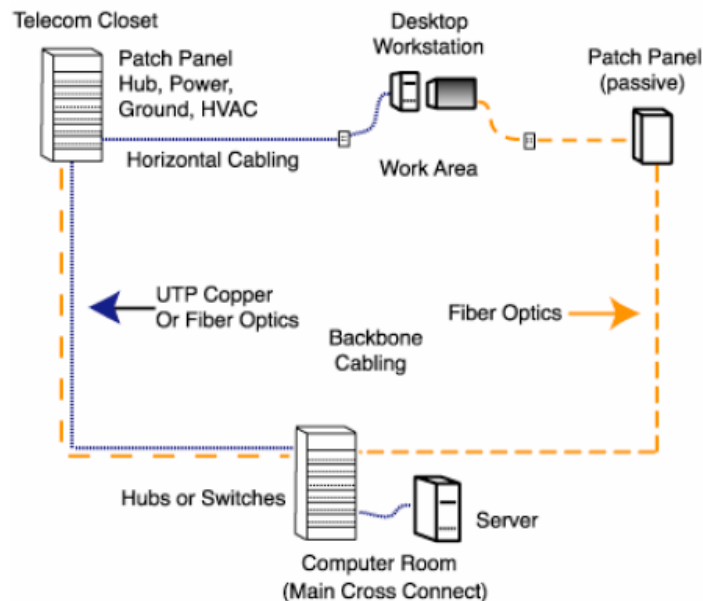 Telecom Closet
Patch Panel
Hub, Power,
Ground, HVAC
Horizontal Cabling
Desktop
Workstation
Work Area
Patch Panel
(passive)
UTP Copper
Or Fiber Optics
Fiber Optics
Backbone
Cabling
Hubs or Switches
Server
Computer Room
(Main Cross Connect)